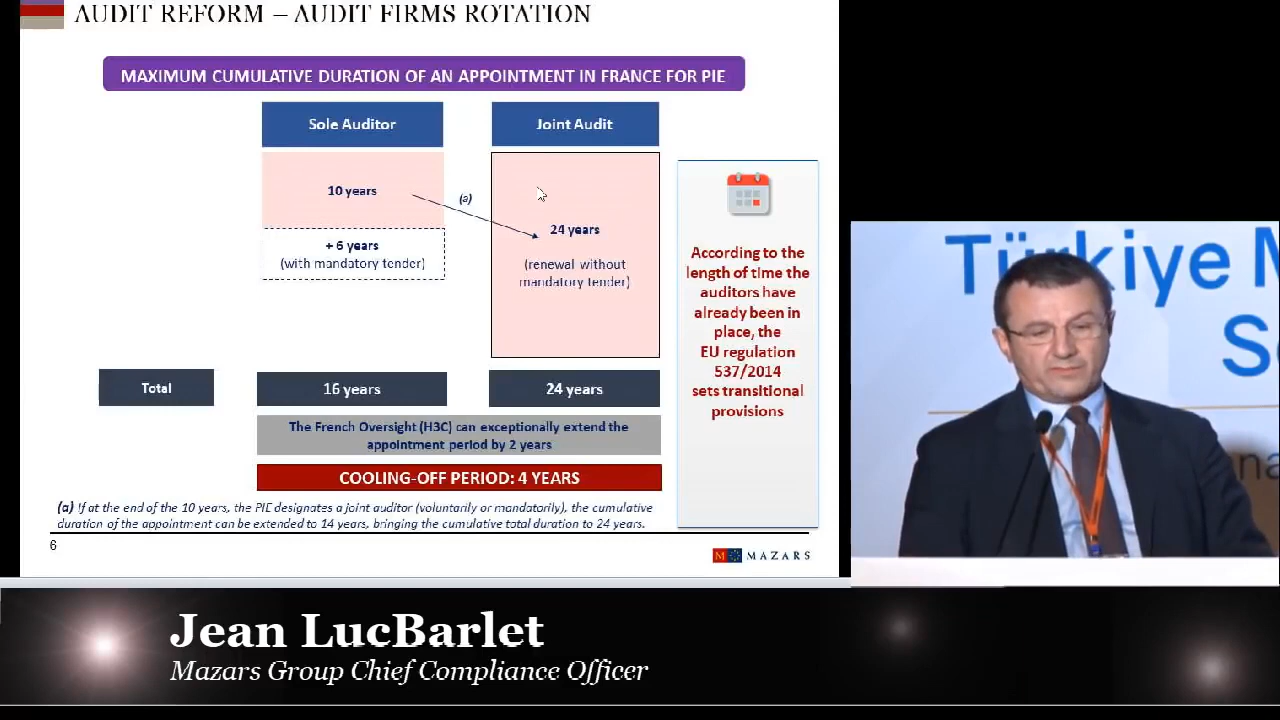 AUDIT REFORM – AUDIT FIRMS ROTATION
MAXIMUM CUMULATIVE DURATION OF AN APPOINTMENT IN FRANCE FOR PIE
Sole Auditor
Joint Audit
10 years
(a)
+ 6 years
(with mandatory tender)
24 years
(renewal without
mandatory tender)
According to the
length of time the
auditors have
already been in
place, the
EU regulation
537/2014
sets transitional
provisions
Total
16 years
24 years
The French Oversight (H3C) can exceptionally extend the
appointment period by 2 years
COOLING-OFF PERIOD: 4 YEARS
(a) If at the end of the 10 years, the PIE designates a joint auditor (voluntarily or mandatorily), the cumulative
duration of the appointment can be extended to 14 years, bringing the cumulative total duration to 24 years.
6
M MAZARS
Türkiye M
S
na
Jean LucBarlet
Mazars Group Chief Compliance Officer